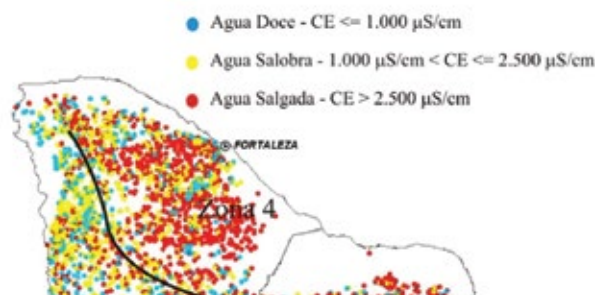 Agua Doce - CE <= 1.000 µS/cm
Agua Salobra - 1.000 µS/cm < CE <= 2.500 µS/cm
Agua Salgada - CE > 2.500 µS/cm
FORTALEZA
Zona 4